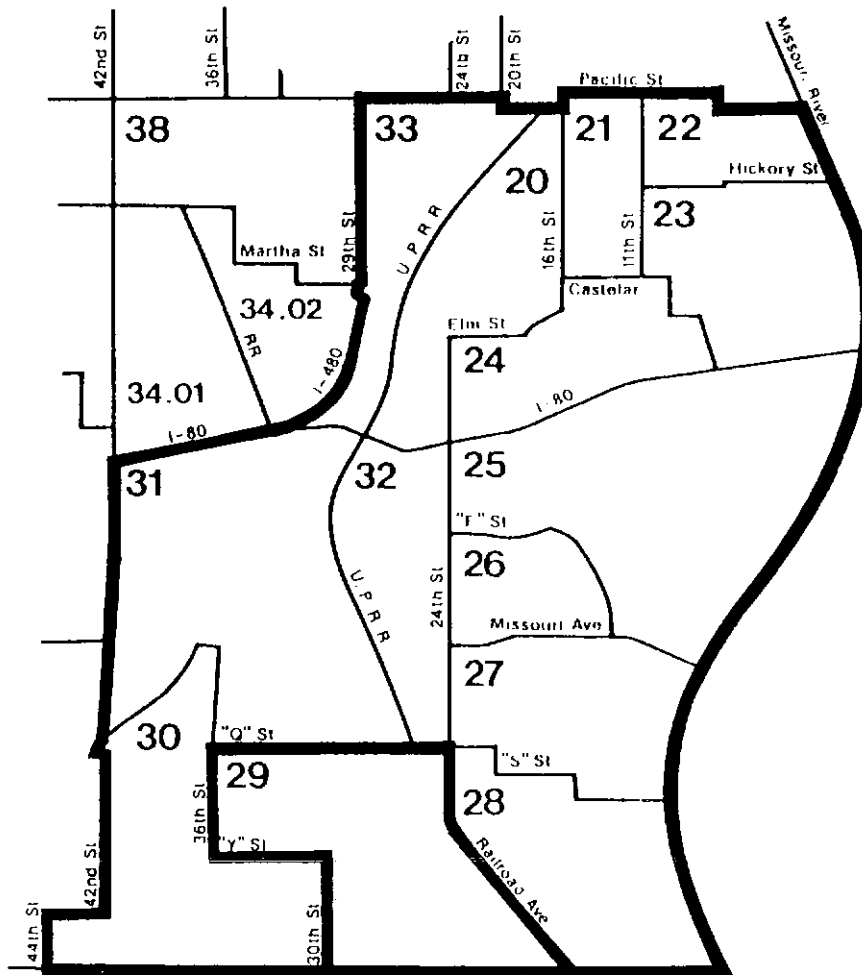 42nd St
36th St
24th St
20th St
Pacific St
Missouri River
38
33
21
22
20
Hickory St
23
U.P.R.R
16th St
11th St
29th St
Martha St
Castelar
34.02
Elm St
24
RR
I-480
34.01
I-80
I-80
31
32
25
"F" St
26
24th St
U.P.R.R
Missouri Ave
27
30
"Q" St
29
"S" St
28
36th St
"Y" St
Railroad Ave
42nd St
44th St
30th St